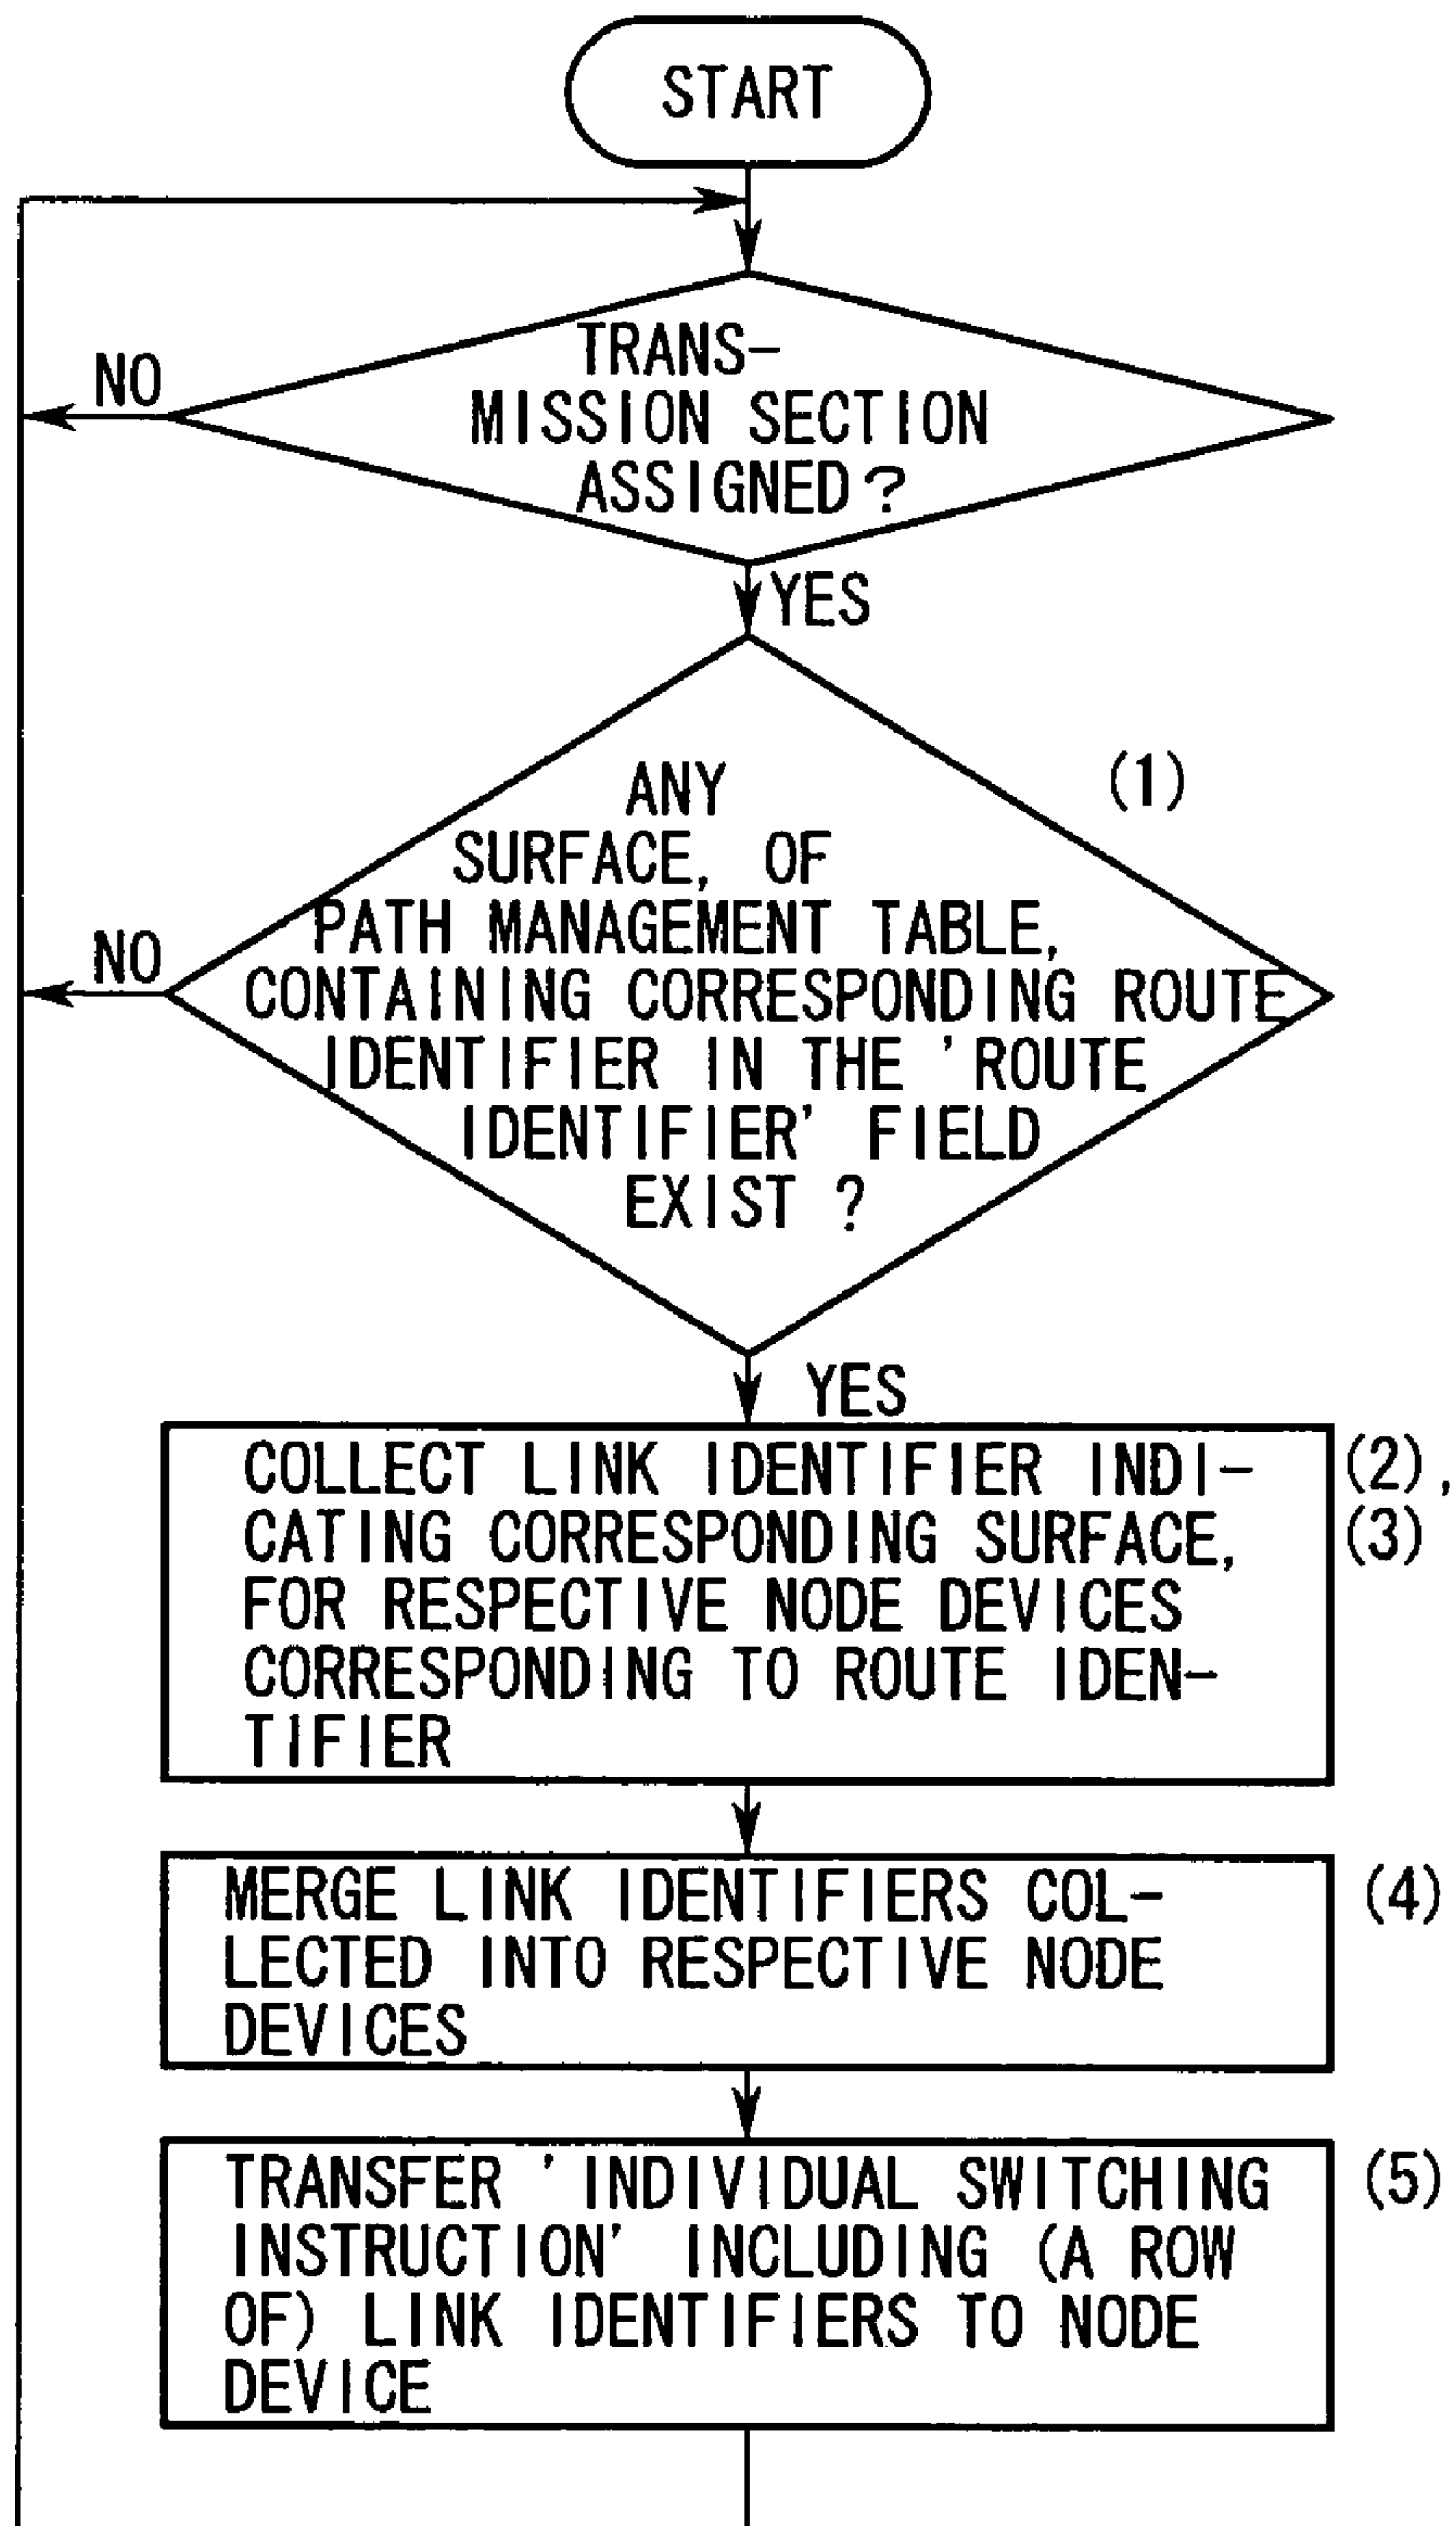 START
NO
TRANS-
MISSION SECTION
ASSIGNED?
YES
(1)
ANY
SURFACE, OF
PATH MANAGEMENT TABLE,
NO
CONTAINING CORRESPONDING ROUTE
IDENTIFIER IN THE 'ROUTE
IDENTIFIER' FIELD
EXIST ?
YES
COLLECT LINK IDENTIFIER INDI- (2),
CATING CORRESPONDING SURFACE, (3)
FOR RESPECTIVE NODE DEVICES
CORRESPONDING TO ROUTE IDEN-
TIFIER
MERGE LINK IDENTIFIERS COL- (4)
LECTED INTO RESPECTIVE NODE
DEVICES
TRANSFER 'INDIVIDUAL SWITCHING (5)
INSTRUCTION' INCLUDING (A ROW
OF) LINK IDENTIFIERS TO NODE
DEVICE